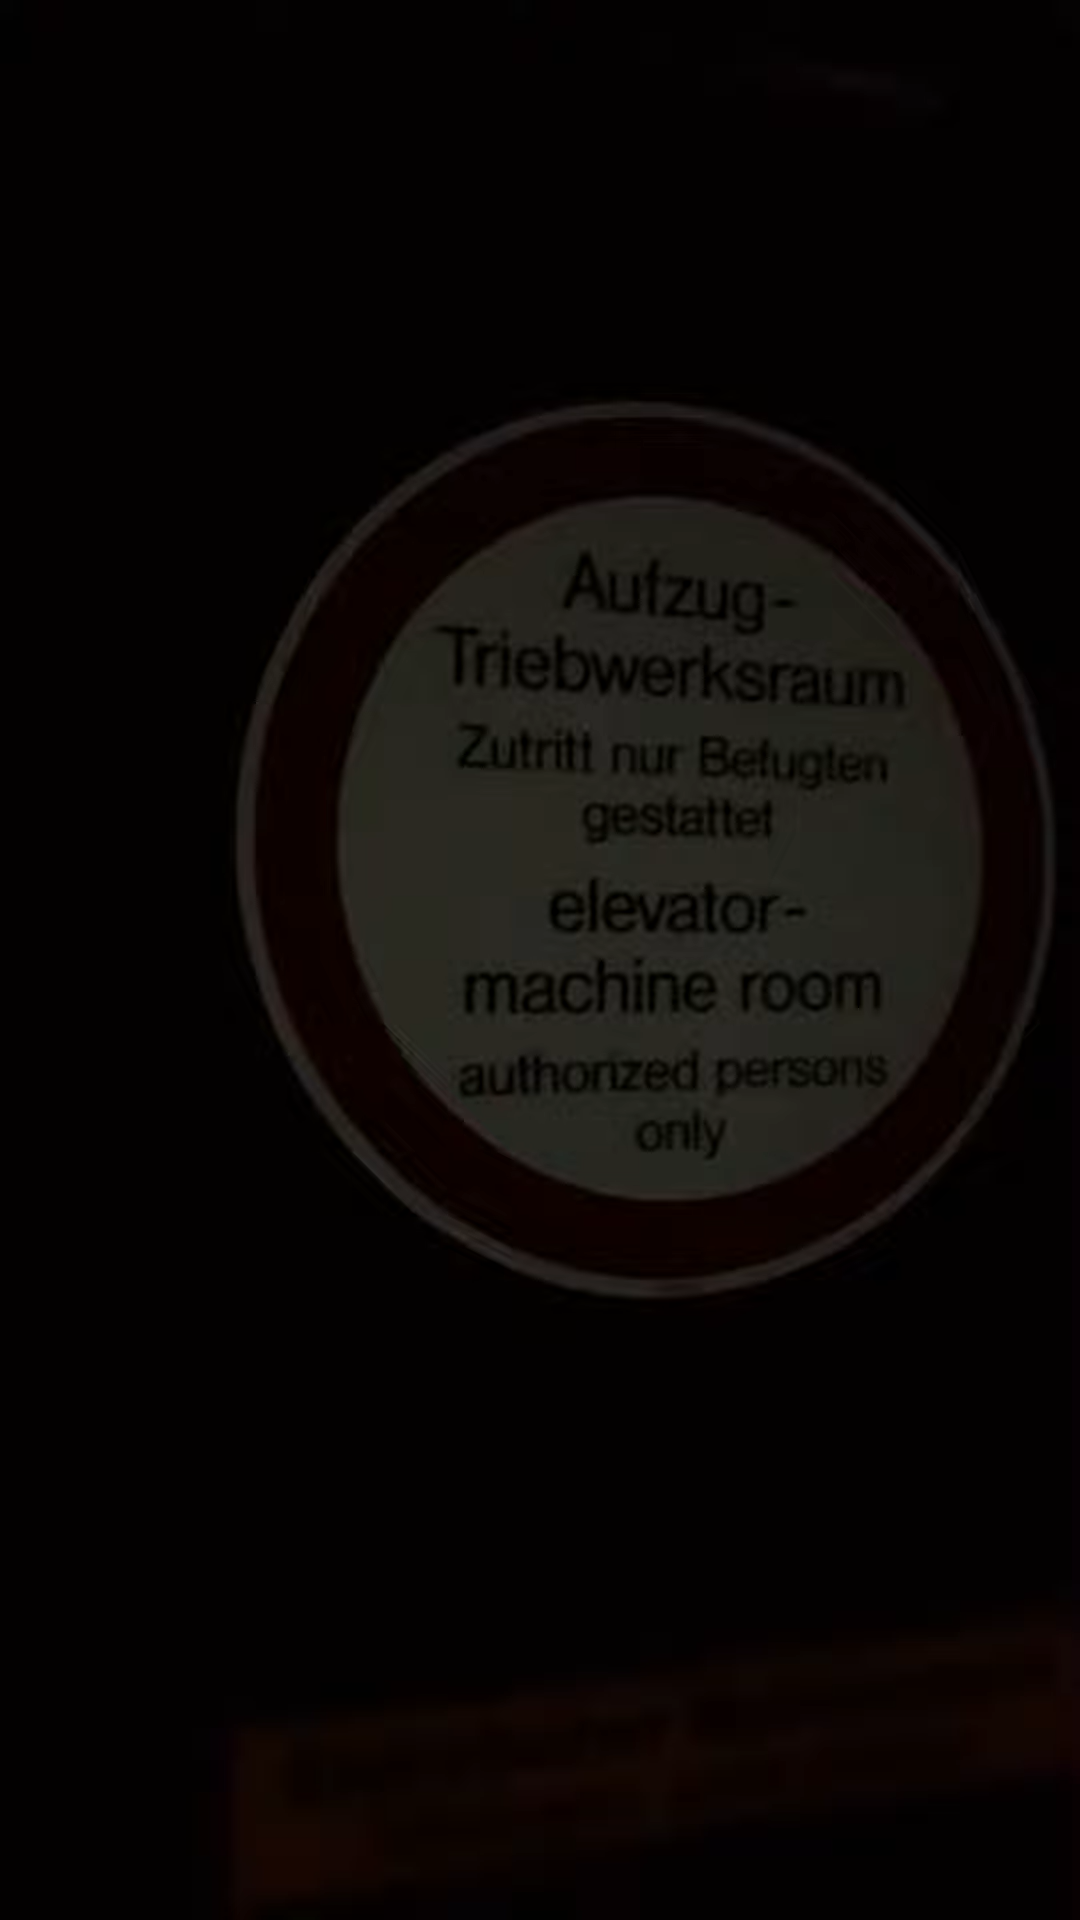 Aufzug-
Triebwerksraum
Zutritt nur Befugten
gestattet
elevator-
machine room
authorized persons
only